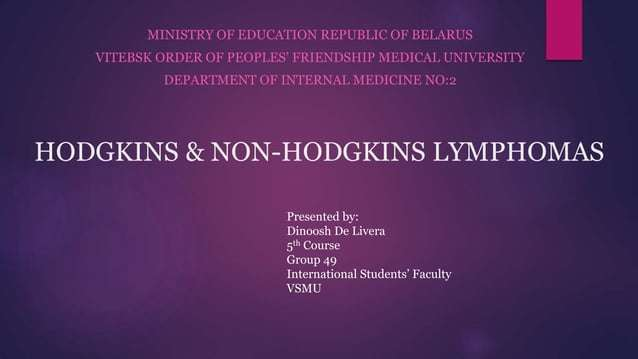 MINISTRY OF EDUCATION REPUBLIC OF BELARUS
VITEBSK ORDER OF PEOPLES' FRIENDSHIP MEDICAL UNIVERSITY
DEPARTMENT OF INTERNAL MEDICINE NO:2
HODGKINS & NON-HODGKINS LYMPHOMAS
Presented by:
Dinoosh De Livera
5th Course
Group 49
International Students' Faculty
VSMU